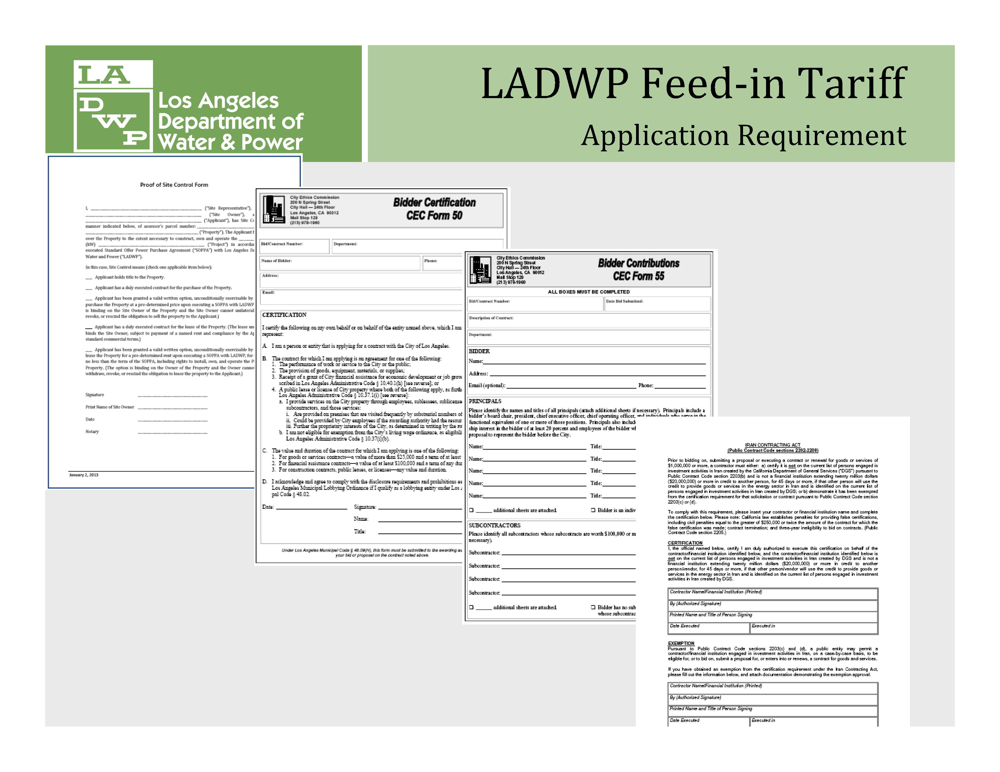 LA
DWP
Los Angeles
Department of
Water & Power
LADWP Feed-in Tariff
Application Requirement
Proof of Site Control Form
I, ("Site Representative"),
("Site Owner"), a
("Applicant"), has Site
manner indicated below, of assessor's parcel number:
("Property"). The Applicant
over the Property to the extent necessary to construct, own and operate the
(kW) ("Project") in
executed Standard Offer Power Purchase Agreement ("SOPPA") with Los Angeles
Water and Power ("LADWP").
In this case, Site Control means (check one applicable item below):
___ Applicant holds title to the Property.
___ Applicant has a duly executed contract for the purchase of the Property.
___ Applicant has been granted a valid written option, unconditionally exercisable by
purchase the Property at a pre-determined price upon executing a SOPPA with LADWP
is binding on the Site Owner of the Property and the Site Owner cannot unilateral
revoke, or rescind the obligation to sell the property to the Applicant.)
___ Applicant has a duly executed contract for the lease of the Property. (The lease un
binds the Site Owner, subject to payment of a named rent and compliance by the
standard commercial terms.)
___ Applicant has been granted a valid written option, unconditionally exercisable by
lease the Property for a pre-determined rent upon executing a SOPPA with LADWP, for
no less than the term of the SOPPA, including rights to install, own, and operate the
Property. (The option is binding on the Owner of the Property and the Owner canno
withdraw, revoke, or rescind the obligation to lease the property to the Applicant.)
Signature
Print Name of Site Owner
Date
Notary
January 2, 2013
City Ethics Commission
200 N Spring Street
City Hall — 24th Floor
Los Angeles, CA 90012
Mail Stop 129
(213) 978-1960
Bidder Certification
CEC Form 50
Bid/Contract Number: Department:
Name of Bidder: Phone:
Address:
Email:
CERTIFICATION
I certify the following on my own behalf or on behalf of the entity named above, which I am
represent:
A. I am a person or entity that is applying for a contract with the City of Los Angeles.
B. The contract for which I am applying is an agreement for one of the following:
1. The performance of work or service to the City or the public;
2. The provision of goods, equipment, materials, or supplies;
3. Receipt of a grant of City financial assistance for economic development or job grow
scribed in Los Angeles Administrative Code § 10.40.1(h) [see reverse]; or
4. A public lease or license of City property where both of the following apply, as furth
Los Angeles Administrative Code § 10.37.1(i) [see reverse]:
a. I provide services on the City property through employees, sublessees, sublicense
subcontractors, and those services:
i. Are provided on premises that are visited frequently by substantial numbers of
ii. Could be provided by City employees if the awarding authority had the resour
iii. Further the proprietary interests of the City, as determined in writing by the au
b. I am not eligible for exemption from the City's living wage ordinance, as eligibili
Los Angeles Administrative Code § 10.37(i)(b).
C. The value and duration of the contract for which I am applying is one of the following:
1. For goods or services contracts—a value of more than $25,000 and a term of at least
2. For financial assistance contracts—a value of at least $100,000 and a term of any dur
3. For construction contracts, public leases, or licenses—any value and duration.
D. I acknowledge and agree to comply with the disclosure requirements and prohibitions es
Los Angeles Municipal Lobbying Ordinance if I qualify as a lobbying entity under Los
pal Code § 48.02.
Date: Signature:
Name:
Title:
Under Los Angeles Municipal Code § 48.09(H), this form must be submitted to the awarding au
your bid or proposal on the contract noted above.
City Ethics Commission
200 N Spring Street
City Hall — 24th Floor
Los Angeles, CA 90012
Mail Stop 129
(213) 978-1960
Bidder Contributions
CEC Form 55
ALL BOXES MUST BE COMPLETED
Bid/Contract Number: Date Bid Submitted:
Description of Contract:
Department:
BIDDER
Name:
Address:
Email (optional): Phone:
PRINCIPALS
Please identify the names and titles of all principals (attach additional sheets if necessary). Principals include a
bidder's board chair, president, chief executive officer, chief operating officer, and individuals who serve in the
functional equivalent of one or more of those positions. Principals also includ
ship interest in the bidder of at least 20 percent and employees of the bidder wh
proposal to represent the bidder before the City.
Name: Title:
Name: Title:
Name: Title:
Name: Title:
Name: Title:
❑ _____ additional sheets are attached. ❑ Bidder is an indiv
SUBCONTRACTORS
Please identify all subcontractors whose subcontracts are worth $100,000 or m
necessary).
Subcontractor:
Subcontractor:
Subcontractor:
Subcontractor:
❑ _____ additional sheets are attached. ❑ Bidder has no sub
whose subcontrac
IRAN CONTRACTING ACT
(Public Contract Code sections 2202-2208)
Prior to bidding on, submitting a proposal or executing a contract or renewal for goods or services of
$1,000,000 or more, a contractor must either: a) certify it is not on the current list of persons engaged in
investment activities in Iran created by the California Department of General Services ("DGS") pursuant to
Public Contract Code section 2203(b) and is not a financial institution extending twenty million dollars
($20,000,000) or more in credit to another person, for 45 days or more, if that other person will use the
credit to provide goods or services in the energy sector in Iran and is identified on the current list of
persons engaged in investment activities in Iran created by DGS; or b) demonstrate it has been exempted
from the certification requirement for that solicitation or contract pursuant to Public Contract Code section
2203(c) or (d).
To comply with this requirement, please insert your contractor or financial institution name and complete
the certification below. Please note: California law establishes penalties for providing false certifications,
including civil penalties equal to the greater of $250,000 or twice the amount of the contract for which the
false certification was made; contract termination; and three-year ineligibility to bid on contracts. (Public
Contract Code section 2205.)
CERTIFICATION
I, the official named below, certify I am duly authorized to execute this certification on behalf of the
contractor/financial institution identified below, and the contractor/financial institution identified below is
not on the current list of persons engaged in investment activities in Iran created by DGS and is not a
financial institution extending twenty million dollars ($20,000,000) or more in credit to another
person/vendor, for 45 days or more, if that other person/vendor will use the credit to provide goods or
services in the energy sector in Iran and is identified on the current list of persons engaged in investment
activities in Iran created by DGS.
Contractor Name/Financial Institution (Printed)
By (Authorized Signature)
Printed Name and Title of Person Signing
Date Executed Executed in
EXEMPTION
Pursuant to Public Contract Code sections 2203(c) and (d), a public entity may permit a
contractor/financial institution engaged in investment activities in Iran, on a case-by-case basis, to be
eligible for, or to bid on, submit a proposal for, or enters into or renews, a contract for goods and services.
If you have obtained an exemption from the certification requirement under the Iran Contracting Act,
please fill out the information below, and attach documentation demonstrating the exemption approval.
Contractor Name/Financial Institution (Printed)
By (Authorized Signature)
Printed Name and Title of Person Signing
Date Executed Executed in